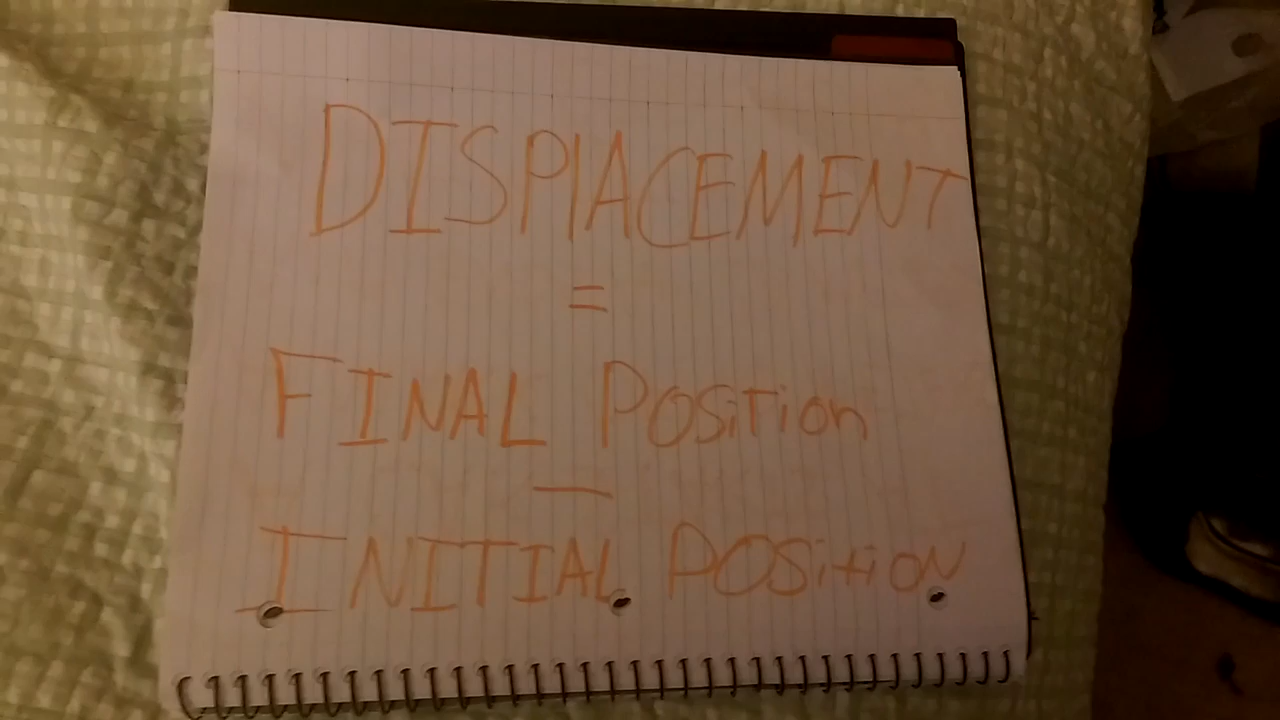 DISPlACEMENT
=
FINAL Position
—
INITIAL POSitiON